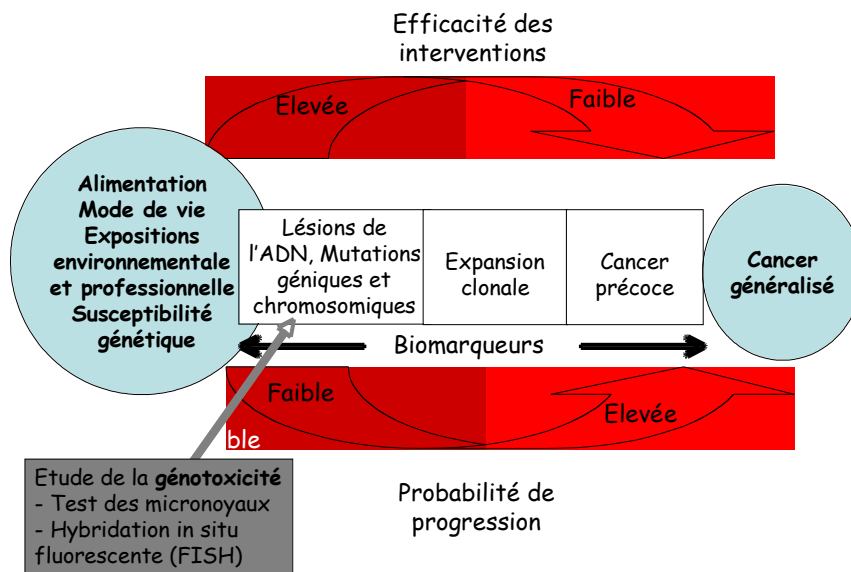 Efficacité des
interventions
Elevée
Faible
Alimentation
Mode de vie
Expositions
environnementale
et professionnelle
Susceptibilité
génétique
Lésions de
l'ADN, Mutations
géniques et
chromosomiques
Expansion
clonale
Cancer
précoce
Cancer
généralisé
Biomarqueurs
Faible
Elevée
ble
Etude de la génotoxicité
- Test des micronoyaux
- Hybridation in situ
fluorescente (FISH)
Probabilité de
progression